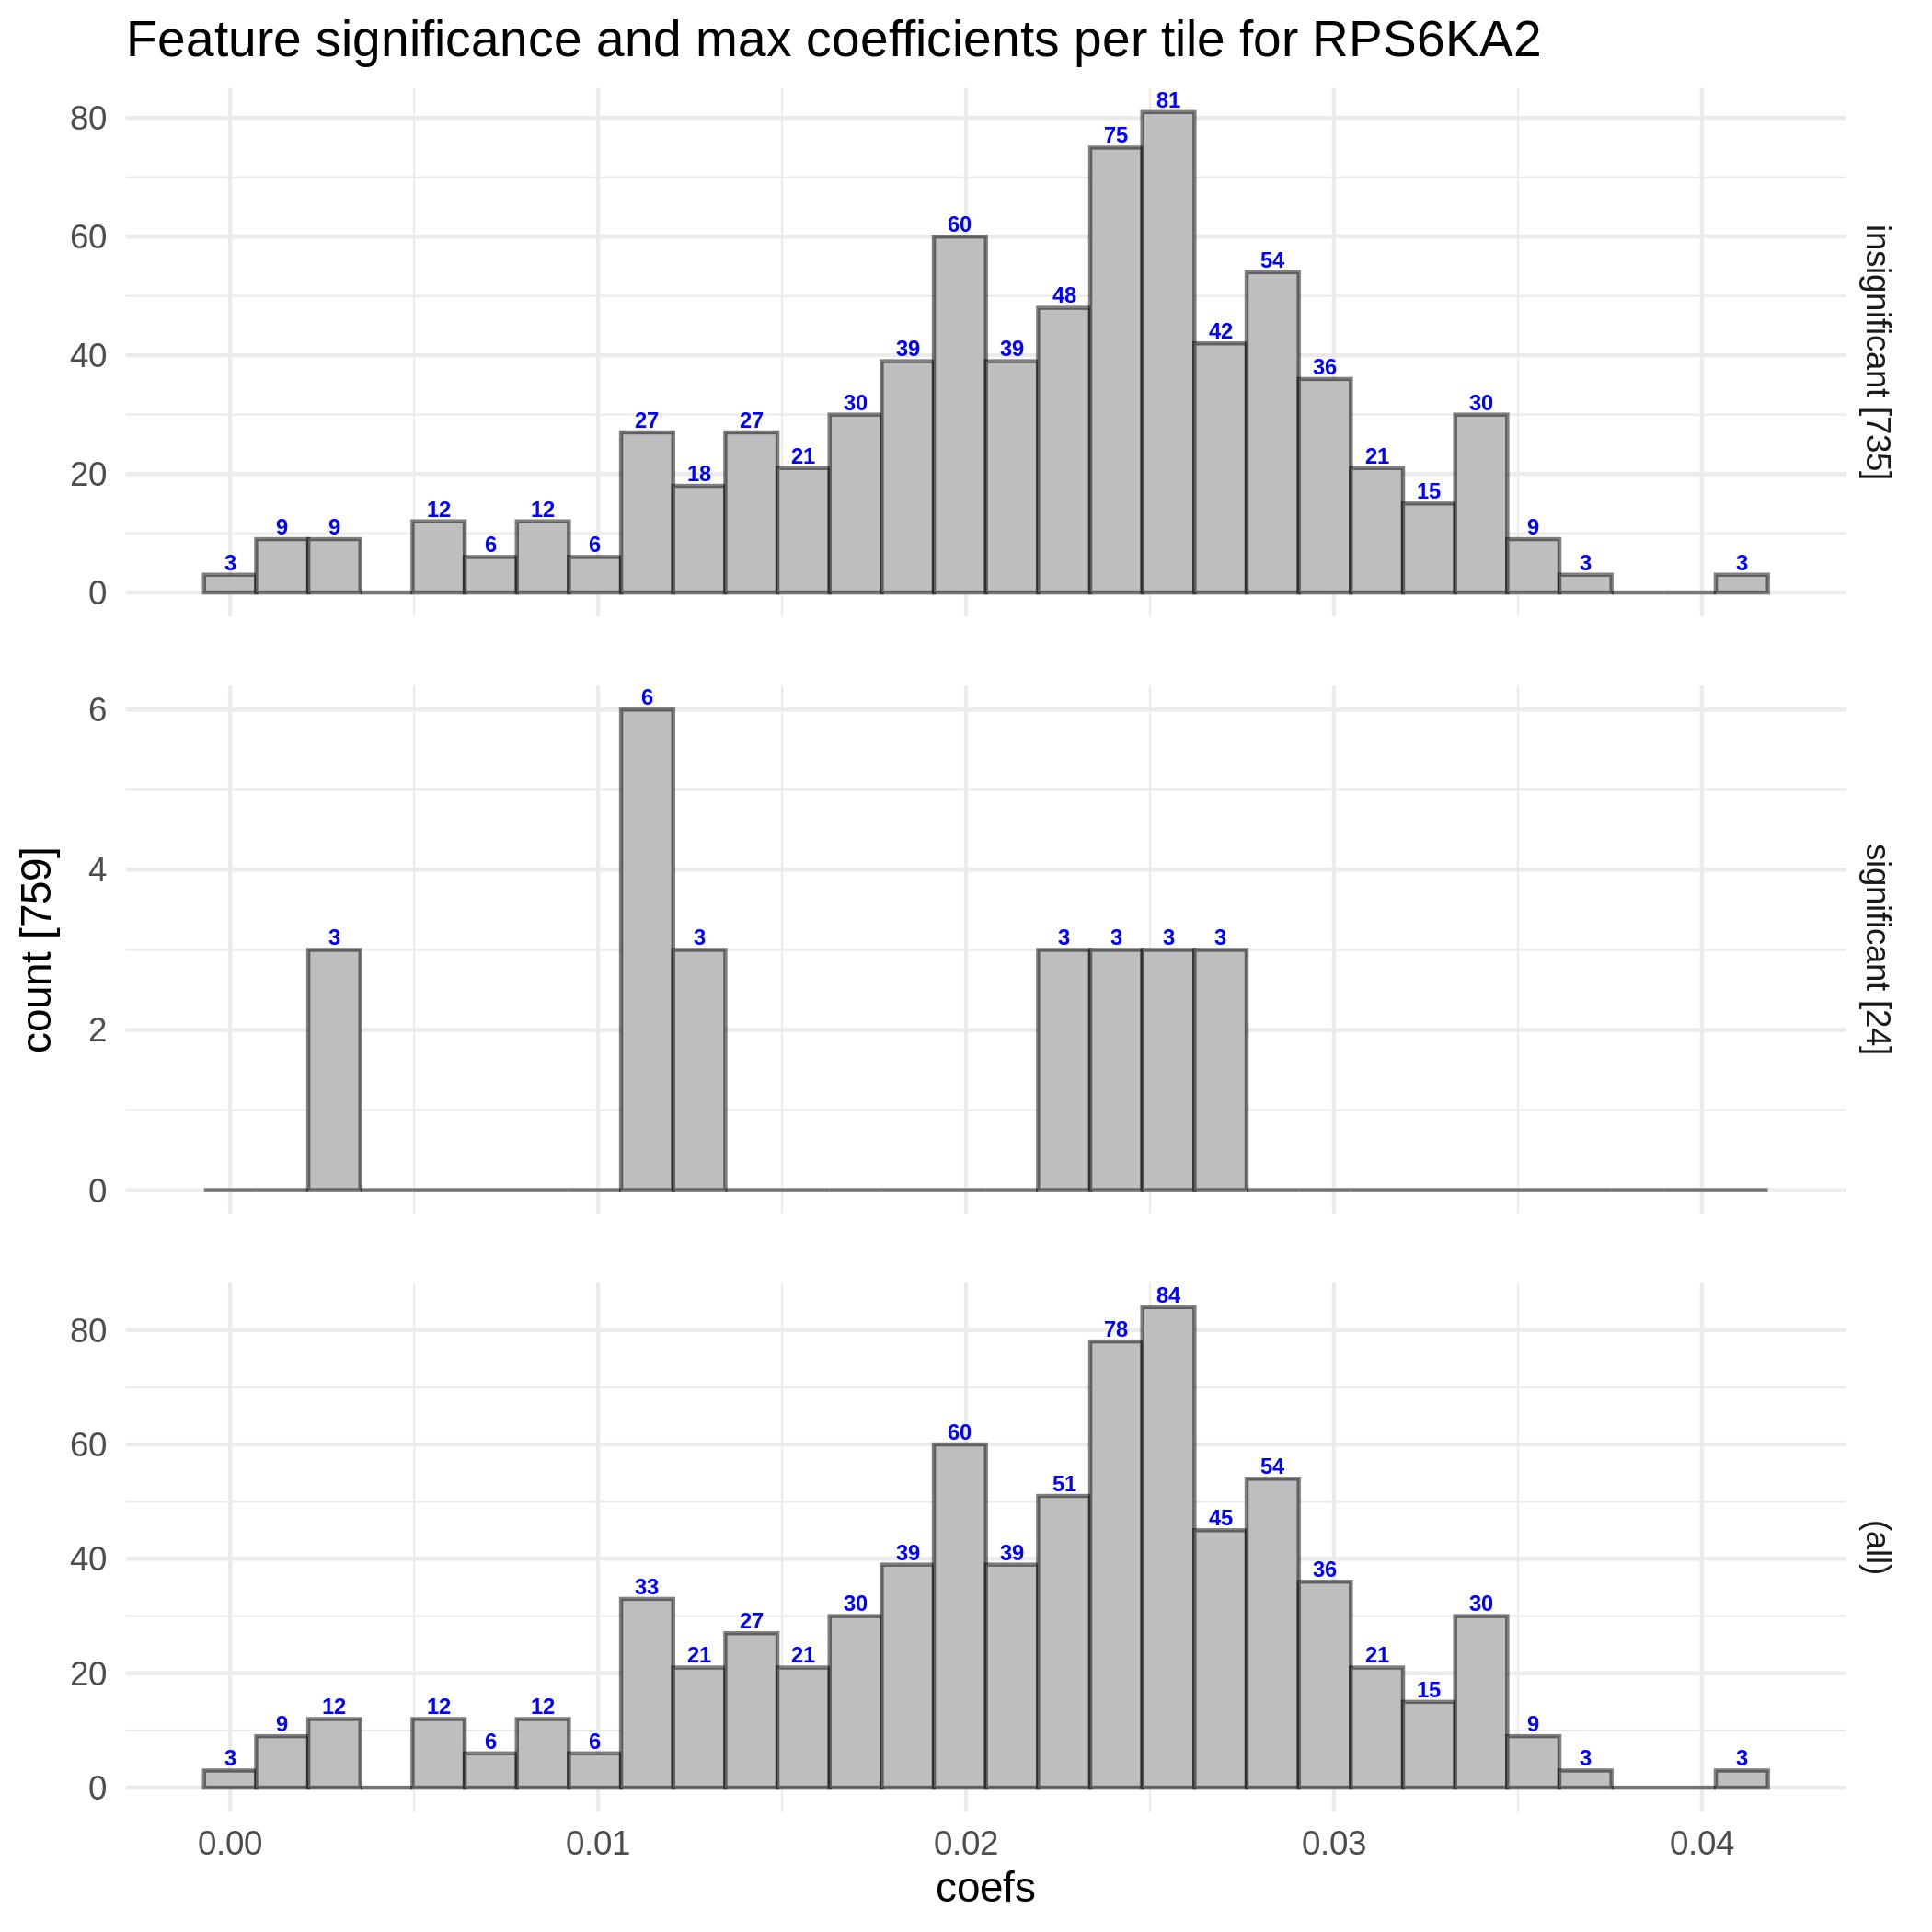 Feature significance and max coefficients per tile for RPS6KA2
80
60
40
20
0
3 9 9 12 6 12 6 27 18 27 21 30 39 60 39 48 75 81 42 54 36 21 15 30 9 3 3
insignificant [735]
count [759]
6
4
2
0
3 6 3 3 3 3 3
significant [24]
80
60
40
20
0
3 9 12 12 6 12 6 33 21 27 21 30 39 60 39 51 78 84 45 54 36 21 15 30 9 3 3
(all)
0.00 0.01 0.02 0.03 0.04
coefs